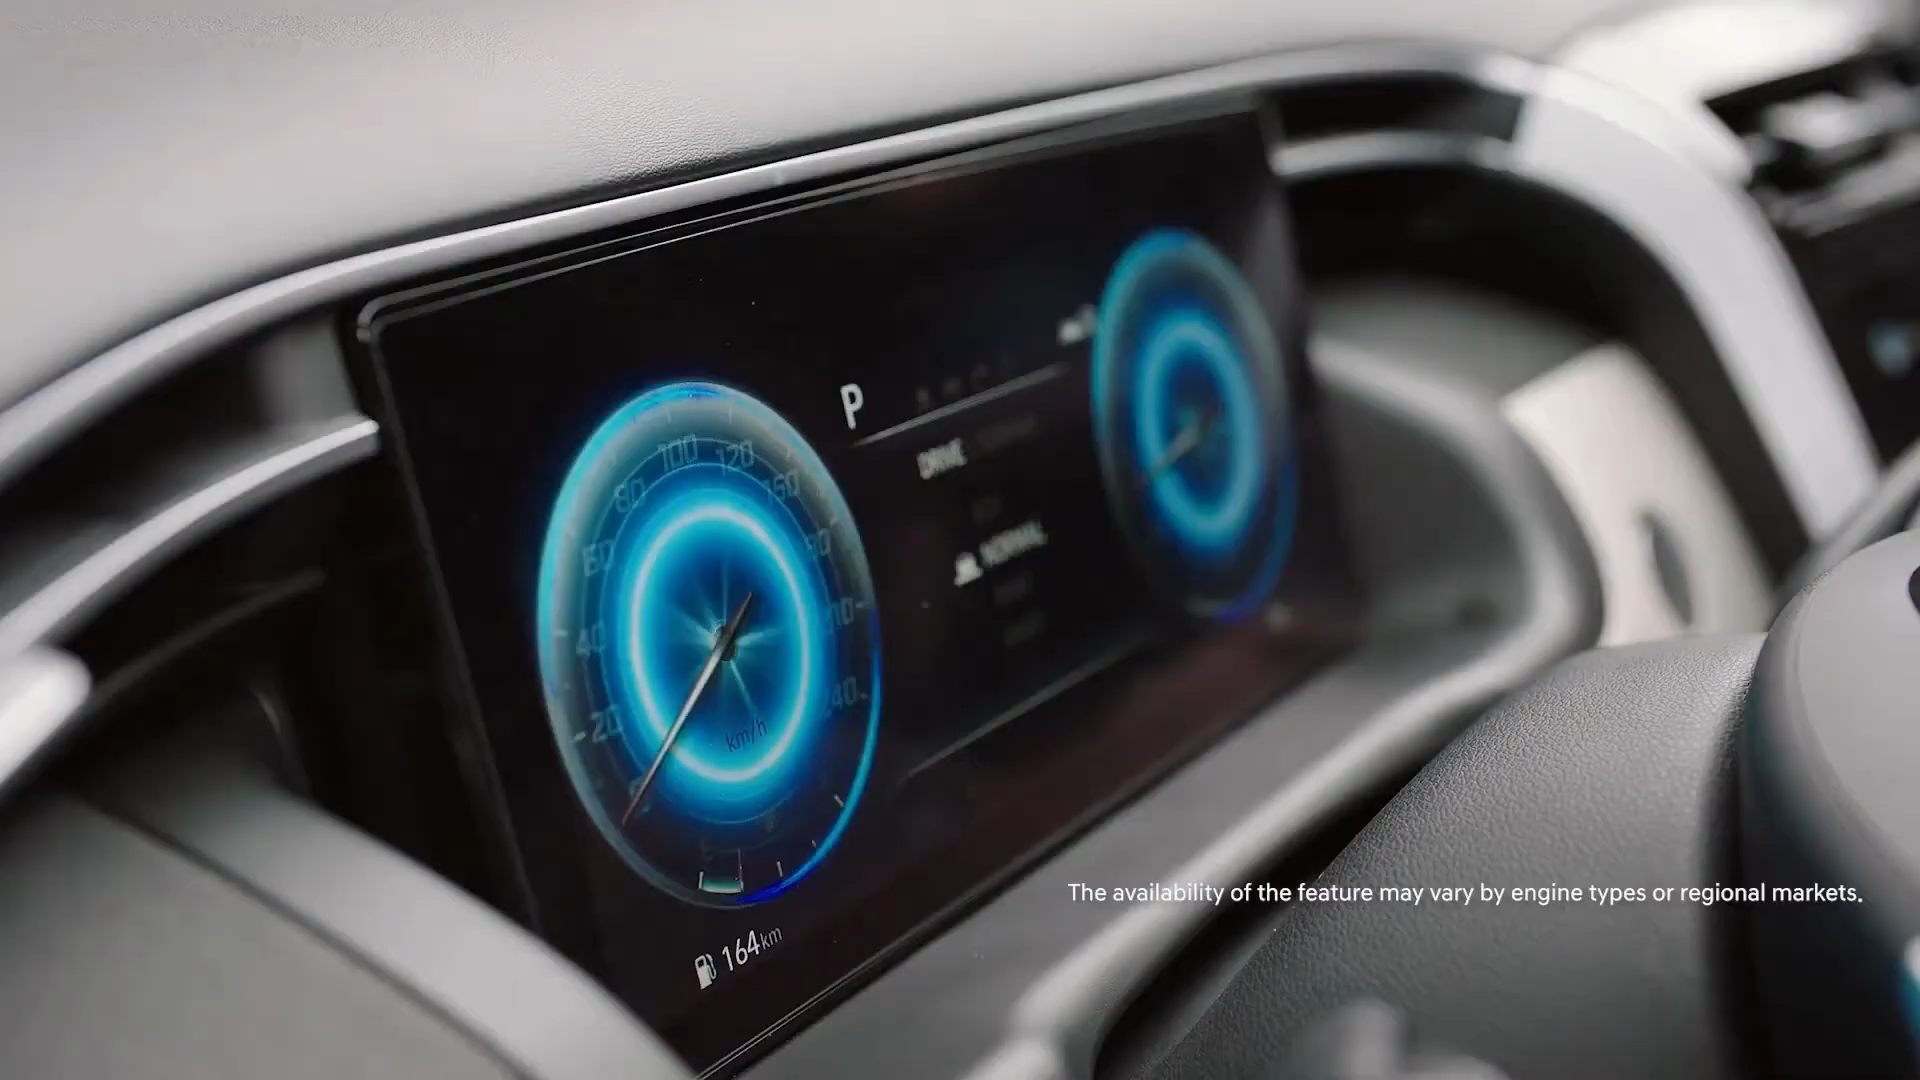 P
DRIVE
NORMAL
100
120
80
160
60
40
20
km/h
164km
The availability of the feature may vary by engine types or regional markets.